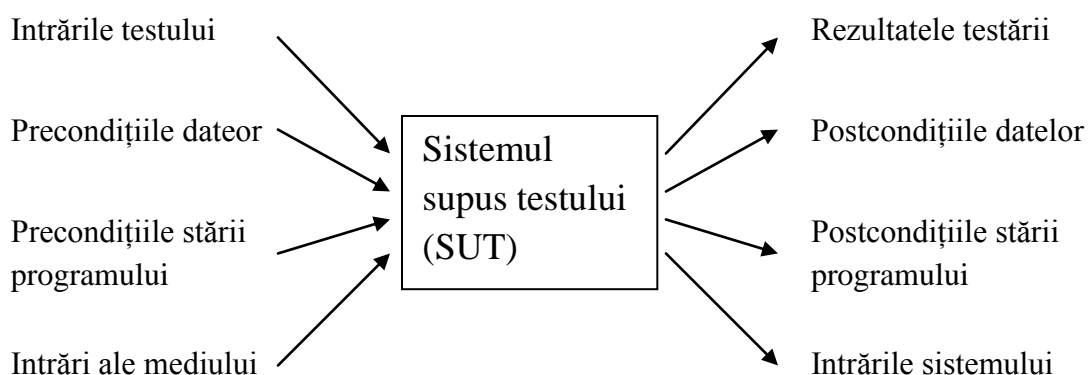 Intrările testului
Precondițiile dateor
Precondițiile stării
programului
Intrări ale mediului
Sistemul
supus testului
(SUT)
Rezultatele testării
Postcondițiile datelor
Postcondițiile stării
programului
Intrările sistemului